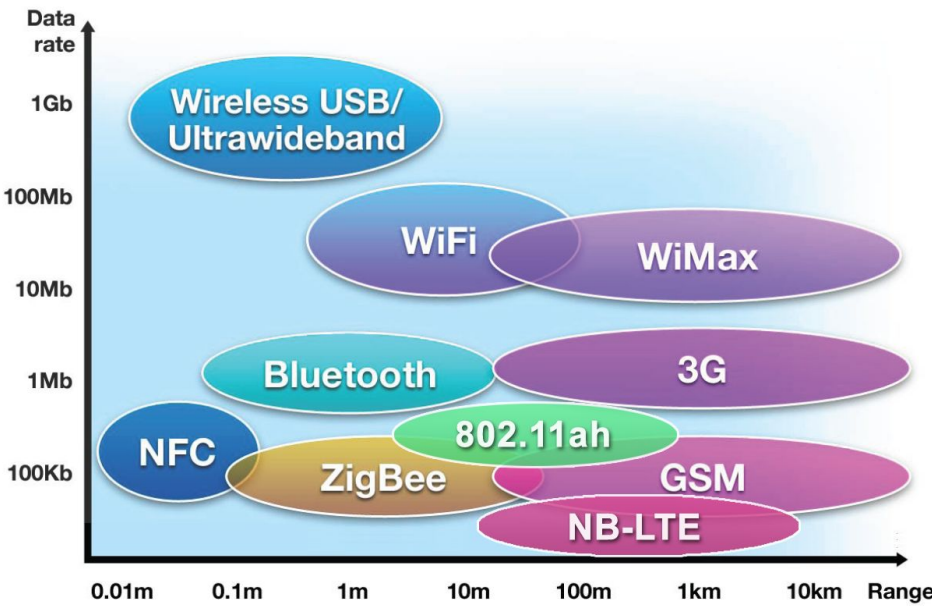 Data
rate
1Gb
100Mb
10Mb
1Mb
100Kb
Wireless USB/
Ultrawideband
WiFi
WiMax
Bluetooth
3G
802.11ah
NFC
ZigBee
GSM
NB-LTE
0.01m 0.1m 1m 10m 100m 1km 10km Range